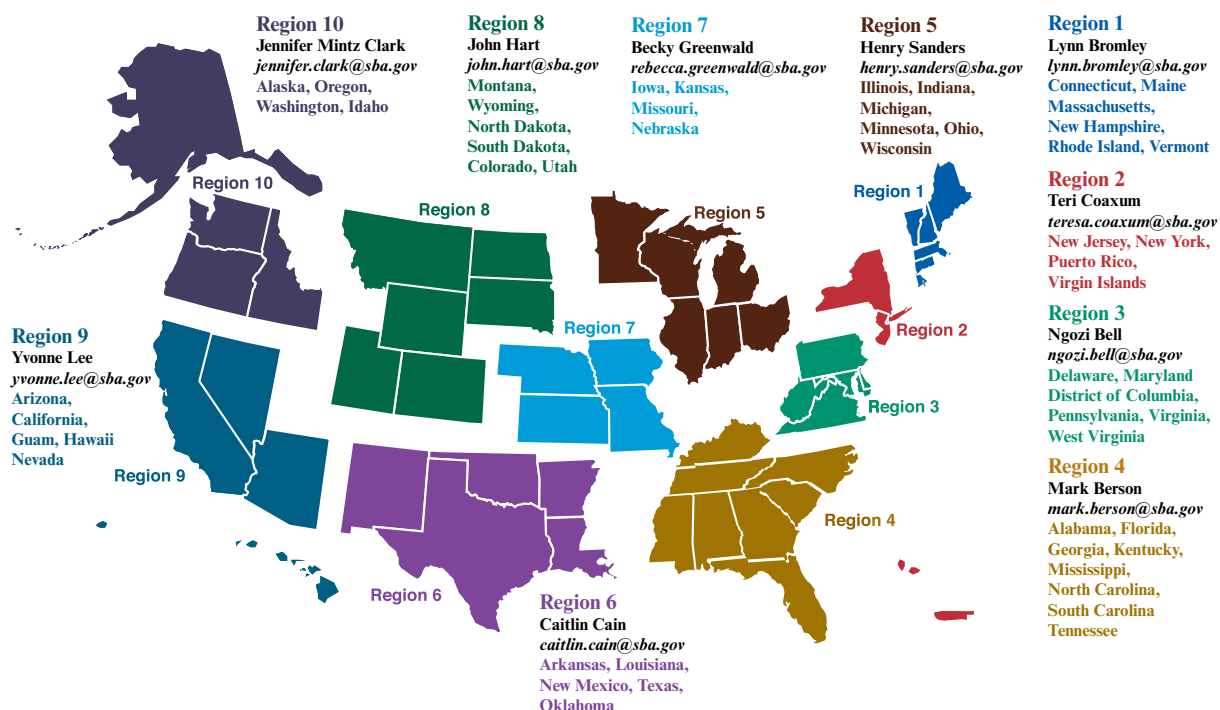 Region 10
Jennifer Mintz Clark
jennifer.clark@sba.gov
Alaska, Oregon,
Washington, Idaho
Region 8
John Hart
john.hart@sba.gov
Montana,
Wyoming,
North Dakota,
South Dakota,
Colorado, Utah
Region 7
Becky Greenwald
rebecca.greenwald@sba.gov
Iowa, Kansas,
Missouri,
Nebraska
Region 5
Henry Sanders
henry.sanders@sba.gov
Illinois, Indiana,
Michigan,
Minnesota, Ohio,
Wisconsin
Region 1
Lynn Bromley
lynn.bromley@sba.gov
Connecticut, Maine
Massachusetts,
New Hampshire,
Rhode Island, Vermont
Region 2
Teri Coaxum
teresa.coaxum@sba.gov
New Jersey, New York,
Puerto Rico,
Virgin Islands
Region 3
Ngozi Bell
ngozi.bell@sba.gov
Delaware, Maryland
District of Columbia,
Pennsylvania, Virginia,
West Virginia
Region 4
Mark Berson
mark.berson@sba.gov
Alabama, Florida,
Georgia, Kentucky,
Mississippi,
North Carolina,
South Carolina
Tennessee
Region 9
Yvonne Lee
yvonne.lee@sba.gov
Arizona,
California,
Guam, Hawaii
Nevada
Region 6
Caitlin Cain
caitlin.cain@sba.gov
Arkansas, Louisiana,
New Mexico, Texas,
Oklahoma
Region 10
Region 8
Region 5
Region 1
Region 7
Region 2
Region 3
Region 9
Region 4
Region 6